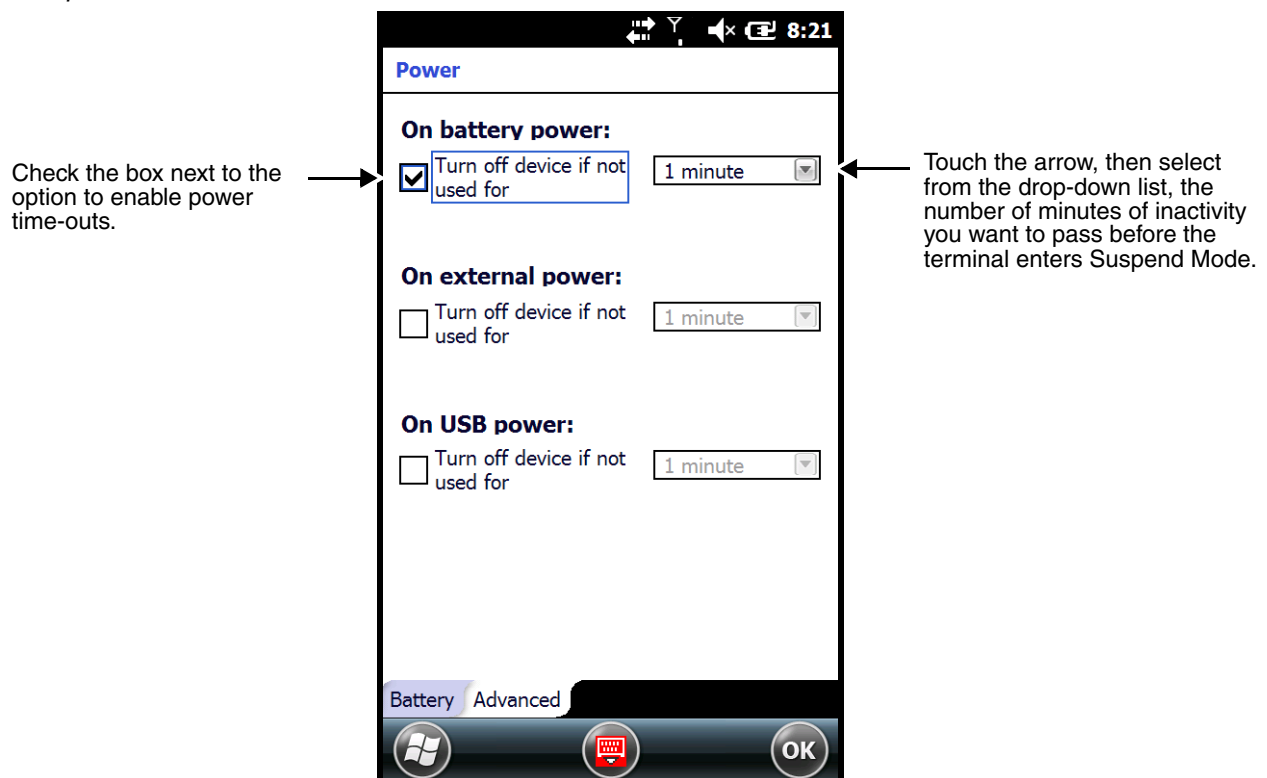 8:21
Power
On battery power:
Turn off device if not
used for
1 minute
Check the box next to the
option to enable power
time-outs.
Touch the arrow, then select
from the drop-down list, the
number of minutes of inactivity
you want to pass before the
terminal enters Suspend Mode.
On external power:
Turn off device if not
used for
1 minute
On USB power:
Turn off device if not
used for
1 minute
Battery Advanced
OK